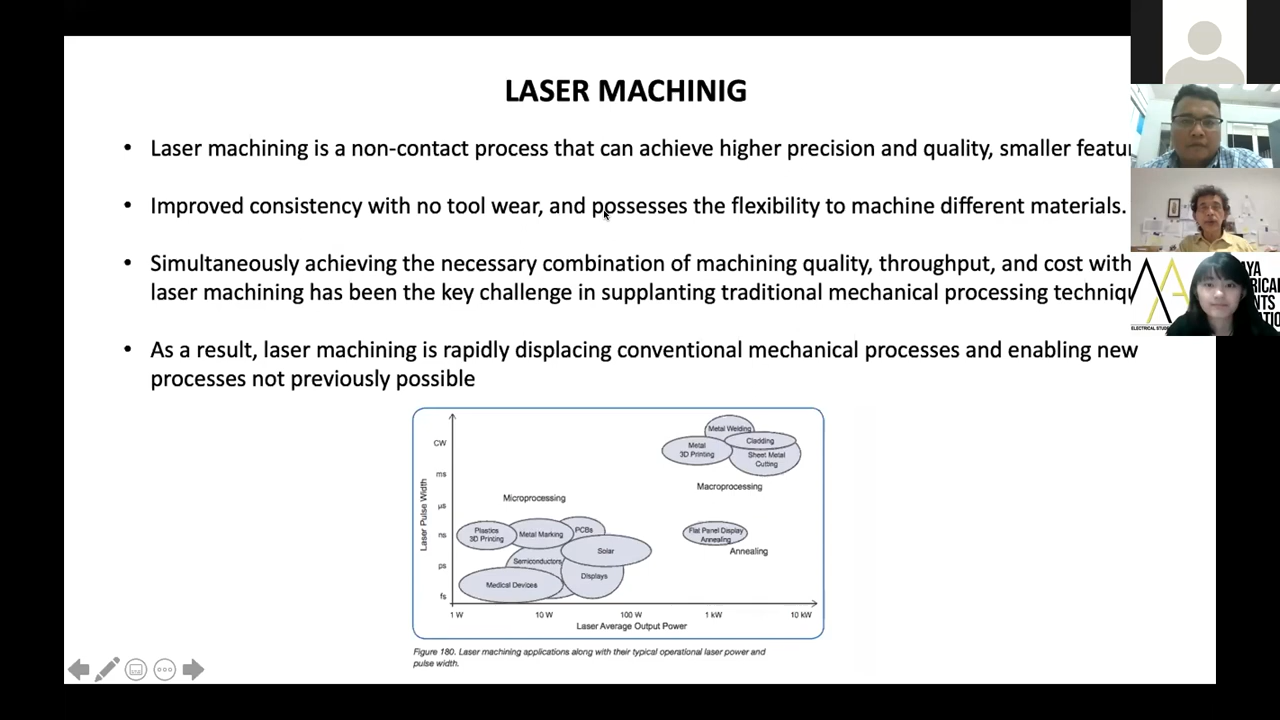 LASER MACHINIG
• Laser machining is a non-contact process that can achieve higher precision and quality, smaller
• Improved consistency with no tool wear, and possesses the flexibility to machine different materials.
• Simultaneously achieving the necessary combination of machining quality, throughput, and cost with
laser machining has been the key challenge in supplanting traditional mechanical processing
• As a result, laser machining is rapidly displacing conventional mechanical processes and enabling new
processes not previously possible
Laser Pulse Width
CW
ms
µs
ns
ps
fs
Metal Welding
Cladding
Metal
3D Printing
Sheet Metal
Cutting
Macroprocessing
Microprocessing
Plastics
3D Printing
Metal Marking
PCBs
Solar
Semiconductors
Displays
Medical Devices
Flat Panel Display
Annealing
Annealing
1 W
10 W
100 W
1 kW
10 kW
Laser Average Output Power
Figure 180. Laser machining applications along with their typical operational laser power and
pulse width.